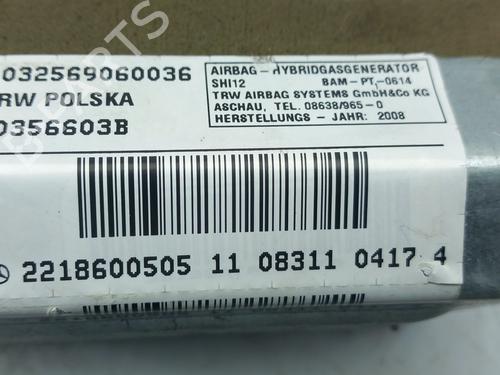 032569060036
RW POLSKA
0356603B
AIRBAG - HYBRIDGASGENERATOR
SHI12 BAM-PT,-0614
TRW AIRBAG SYSTEMS GmbH&Co KG
ASCHAU, TEL. 08638/965-0
HERSTELLUNGS - JAHR: 2008
2218600505 11 08311 0417 4